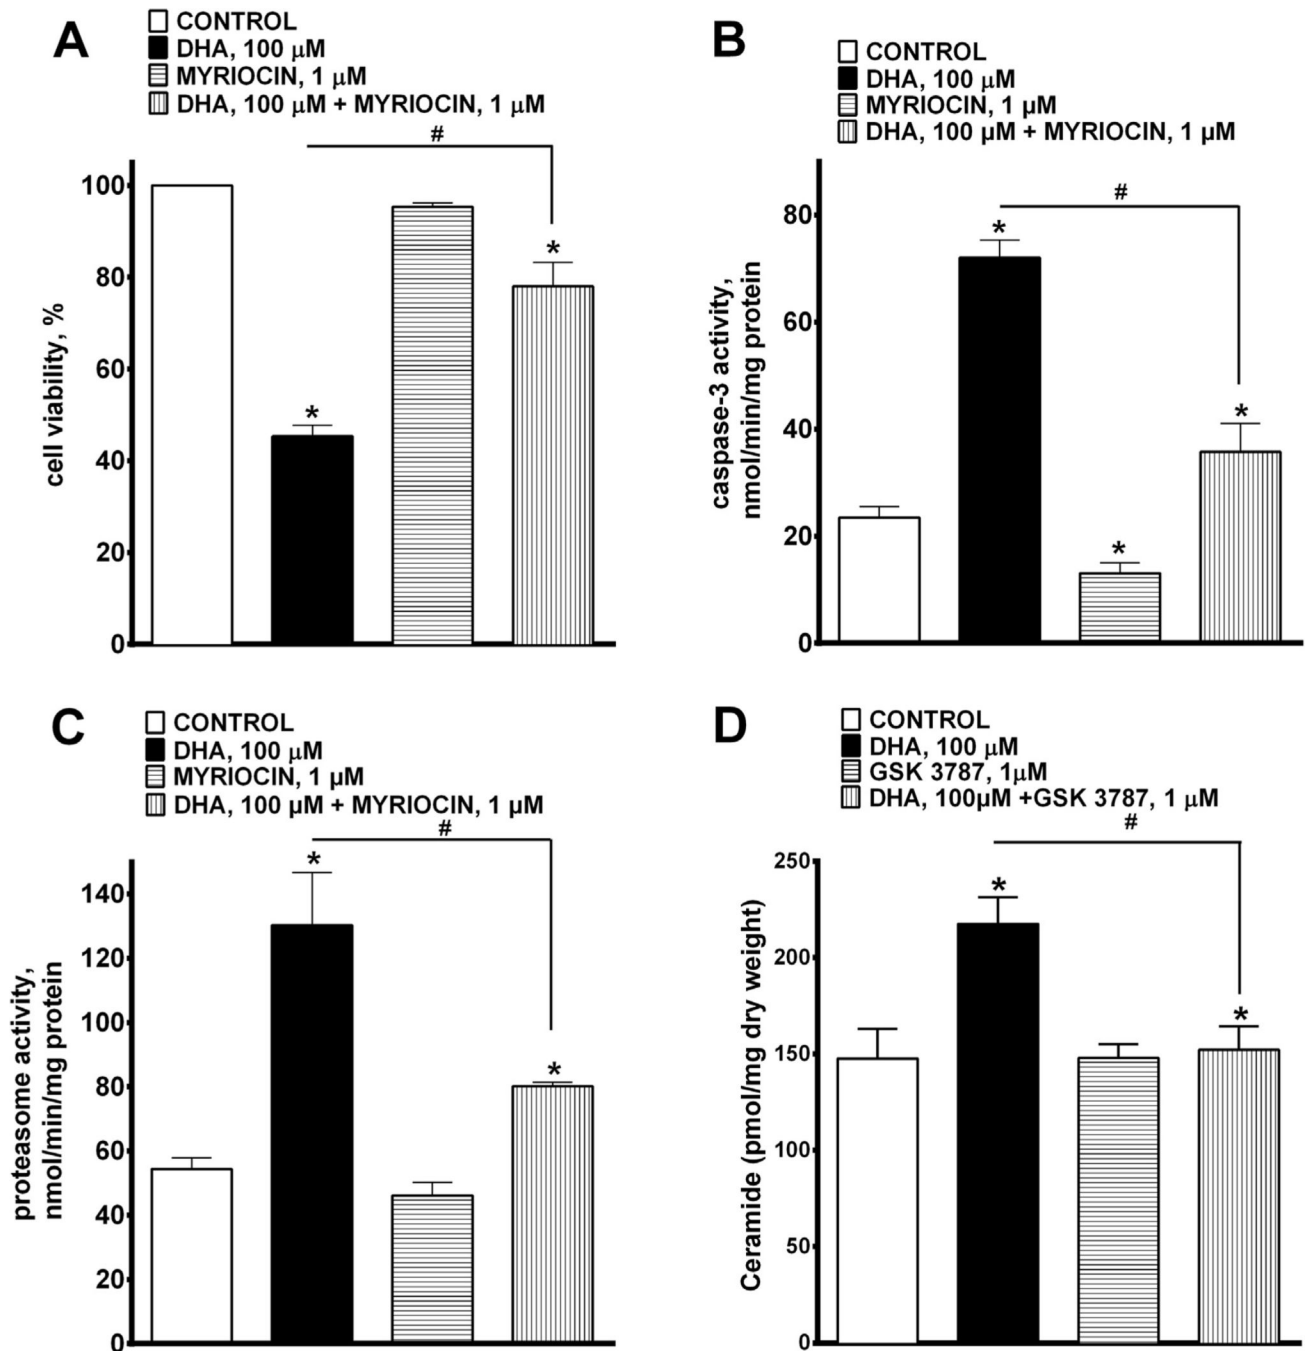 A
CONTROL
DHA, 100 μM
MYRIOCIN, 1 μM
DHA, 100 μM + MYRIOCIN, 1 μM
#
100
80
60
40
20
0
cell viability, %
*
*
B
CONTROL
DHA, 100 μM
MYRIOCIN, 1 µM
DHA, 100 µM + MYRIOCIN, 1 µM
#
80
60
40
20
0
caspase-3 activity,
nmol/min/mg protein
*
*
*
C
CONTROL
DHA, 100 μM
MYRIOCIN, 1 µM
DHA, 100 µM + MYRIOCIN, 1 µM
#
140
120
100
80
60
40
20
0
proteasome activity,
nmol/min/mg protein
*
*
D
CONTROL
DHA, 100 μM
GSK 3787, 1μM
DHA, 100µM +GSK 3787, 1 μM
#
250
200
150
100
50
0
Ceramide (pmol/mg dry weight)
*
*